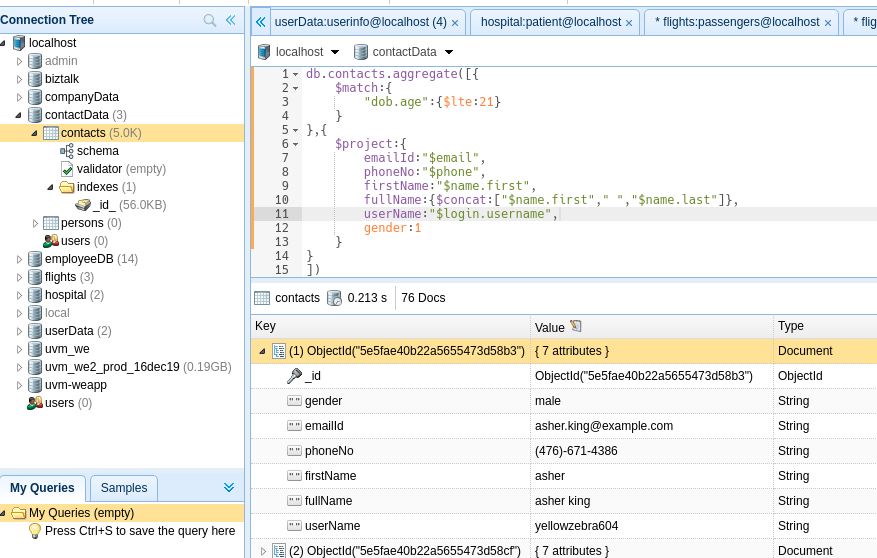 Connection Tree
localhost
admin
biztalk
companyData
contactData (3)
contacts (5.0K)
schema
validator (empty)
indexes (1)
_id_ (56.0KB)
persons (0)
users (0)
employeeDB (14)
flights (3)
hospital (2)
local
userData (2)
uvm_we
uvm_we2_prod_16dec19 (0.19GB)
uvm-weapp
users (0)
My Queries Samples
My Queries (empty)
Press Ctrl+S to save the query here
userData:userinfo@localhost (4) × hospital:patient@localhost × * flights:passengers@localhost × * flig
localhost contactData
1 db.contacts.aggregate([{
2 $match:{
3 "dob.age":{$lte:21}
4 }
5 },{
6 $project:{
7 emailId:"$email",
8 phoneNo:"$phone",
9 firstName:"$name.first",
10 fullName:{$concat:["$name.first"," ","$name.last"]},
11 userName:"$login.username",
12 gender:1
13 }
14 }
15 ])
contacts 0.213 s 76 Docs
Key Value Type
(1) ObjectId("5e5fae40b22a5655473d58b3") { 7 attributes } Document
_id ObjectId("5e5fae40b22a5655473d58b3") ObjectId
" " gender male String
" " emailId asher.king@example.com String
" " phoneNo (476)-671-4386 String
" " firstName asher String
" " fullName asher king String
" " userName yellowzebra604 String
(2) ObjectId("5e5fae40b22a5655473d58cf") { 7 attributes } Document